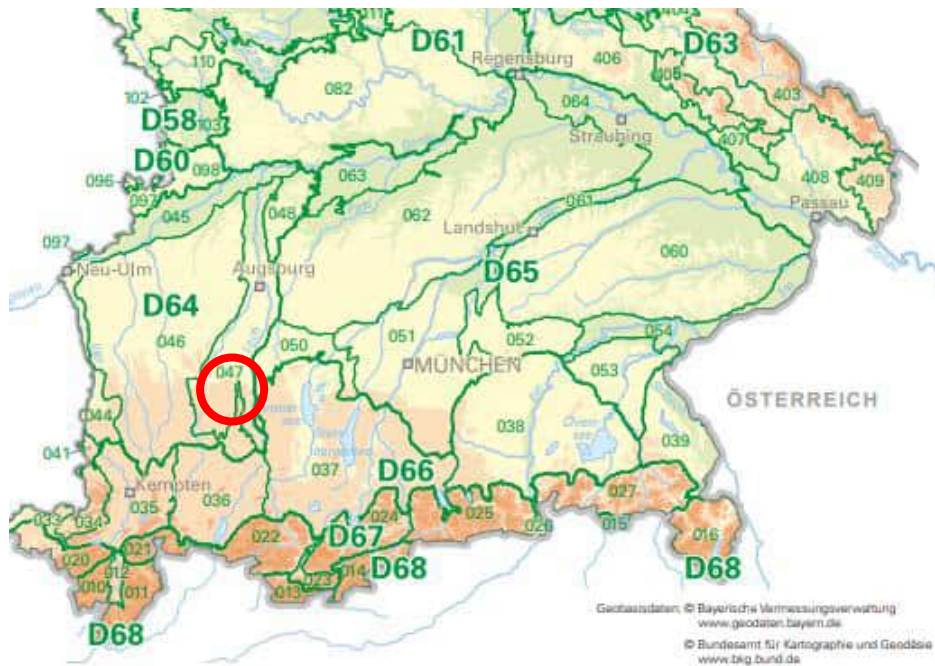 D61
D63
Regensburg
406
405
403
110
082
102
D58
103
064
Straubing
407
D60
098
096
097
063
408
409
045
048
062
061
Passau
097
Landshut
060
Neu-Ulm
Augsburg
D65
D64
046
050
051
052
054
047
MÜNCHEN
053
ÖSTERREICH
044
038
039
041
037
D66
Kempten
035
036
027
033
034
024
025
026
015
016
022
D67
020
021
012
010
011
023
014
013
D68
D68
D68
Geobasisdaten: © Bayerische Vermessungsverwaltung
www.geodaten.bayern.de
© Bundesamt für Kartographie und Geodäsie
www.bkg.bund.de